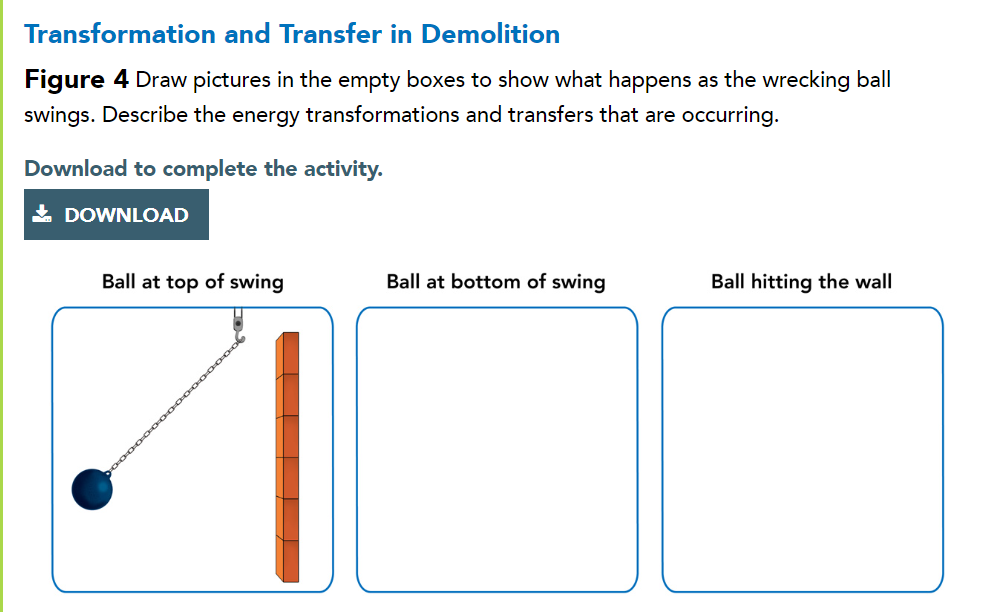 Transformation and Transfer in Demolition
Figure 4 Draw pictures in the empty boxes to show what happens as the wrecking ball
swings. Describe the energy transformations and transfers that are occurring.
Download to complete the activity.
DOWNLOAD
Ball at top of swing
Ball at bottom of swing
Ball hitting the wall